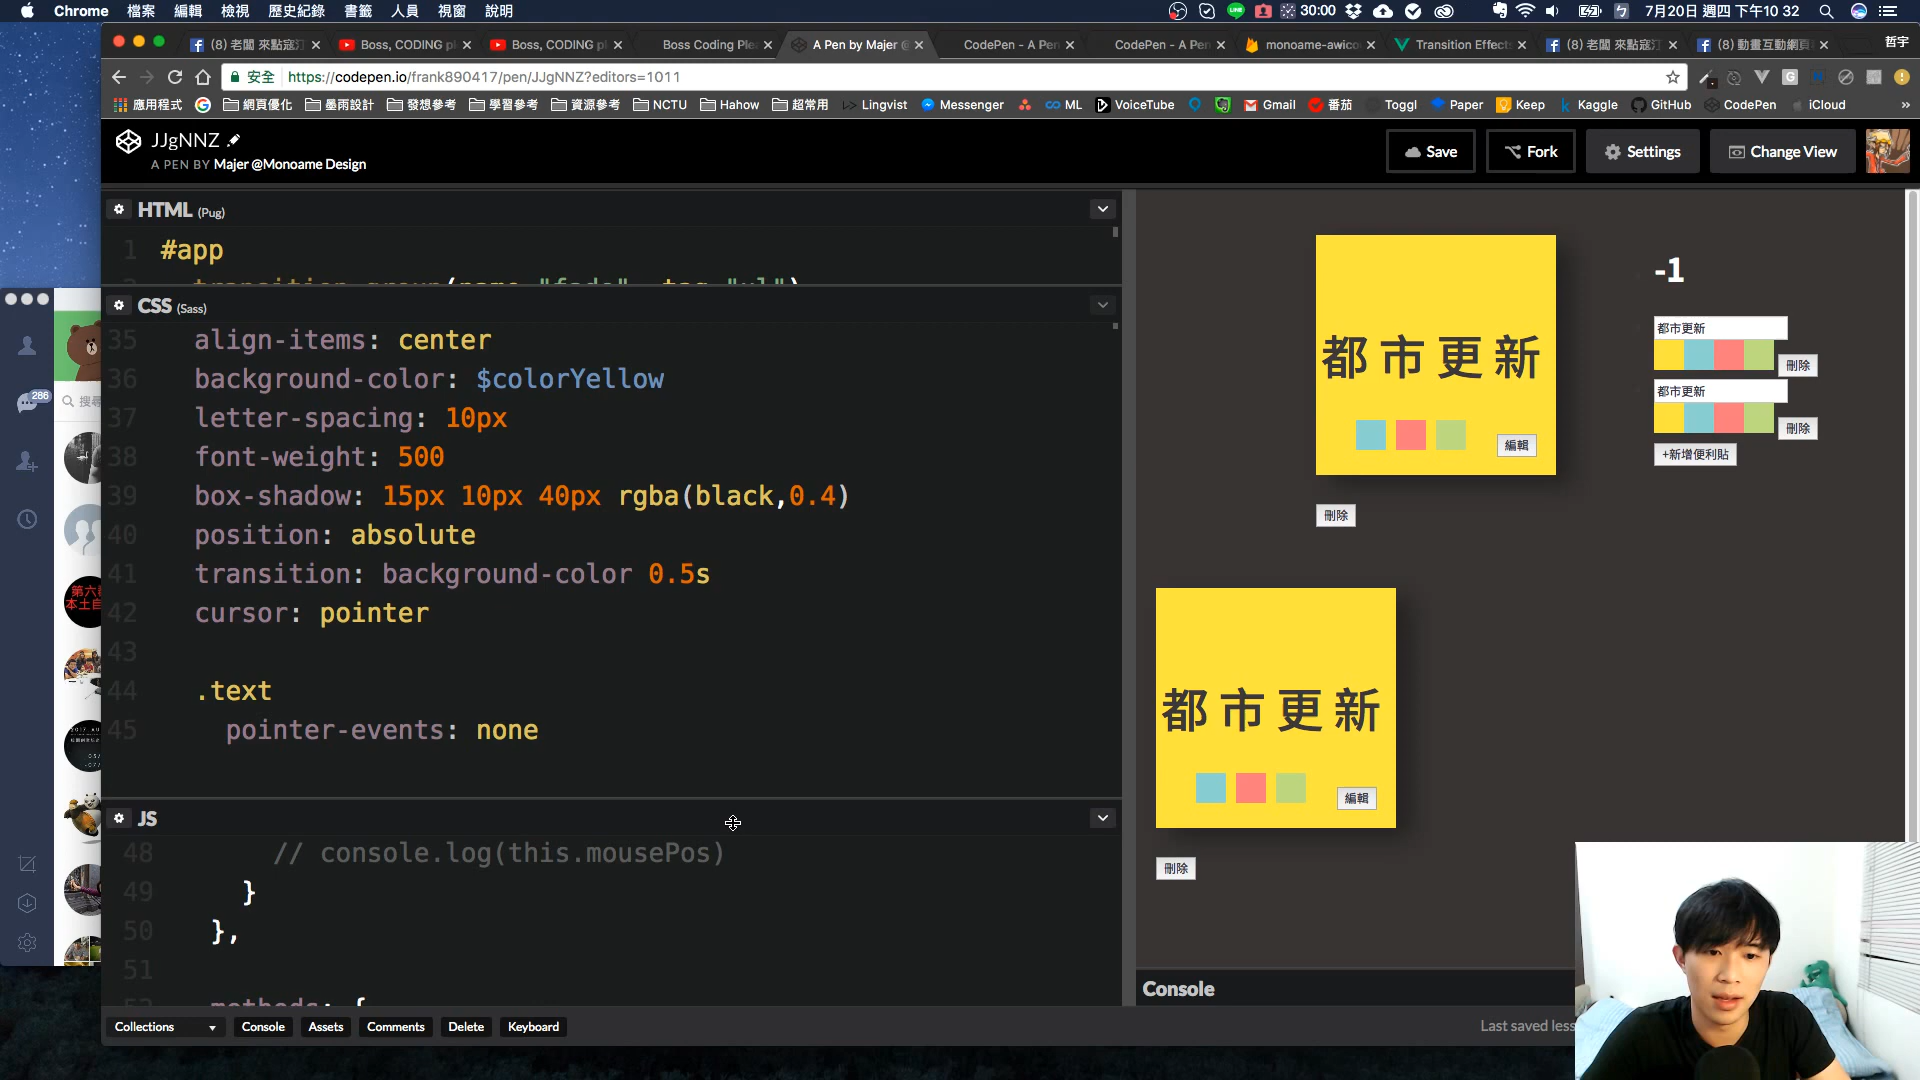 Chrome 檔案 編輯 檢視 歷史紀錄 書籤 人員 視窗 說明 30:00 7月20日 週四 下午10 32
(8) 老闆 來點寇汀 Boss, CODING pl Boss, CODING pl Boss Coding Ple A Pen by Majer @ CodePen - A Pen CodePen - A Pen monoame-awico Transition Effects (8) 老闆 來點寇汀 (8) 動畫互動網頁 哲宇
安全 https://codepen.io/frank890417/pen/JJgNNZ?editors=1011
應用程式 網頁優化 墨雨設計 發想參考 學習參考 資源參考 NCTU Hahow 超常用 Lingvist Messenger ML VoiceTube Gmail 番茄 Toggl Paper Keep Kaggle GitHub CodePen iCloud »
JJgNNZ
A PEN BY Majer @Monoame Design
Save Fork Settings Change View
HTML (Pug)
1 #app
CSS (Sass)
35 align-items: center
36 background-color: $colorYellow
37 letter-spacing: 10px
38 font-weight: 500
39 box-shadow: 15px 10px 40px rgba(black,0.4)
40 position: absolute
41 transition: background-color 0.5s
42 cursor: pointer
43
44 .text
45 pointer-events: none
JS
48 // console.log(this.mousePos)
49 }
50 },
51
methods: {
都市更新
編輯
刪除
-1
都市更新
刪除
都市更新
刪除
+新增便利貼
都市更新
編輯
刪除
Console
Collections Console Assets Comments Delete Keyboard
Last saved less
286
搜尋